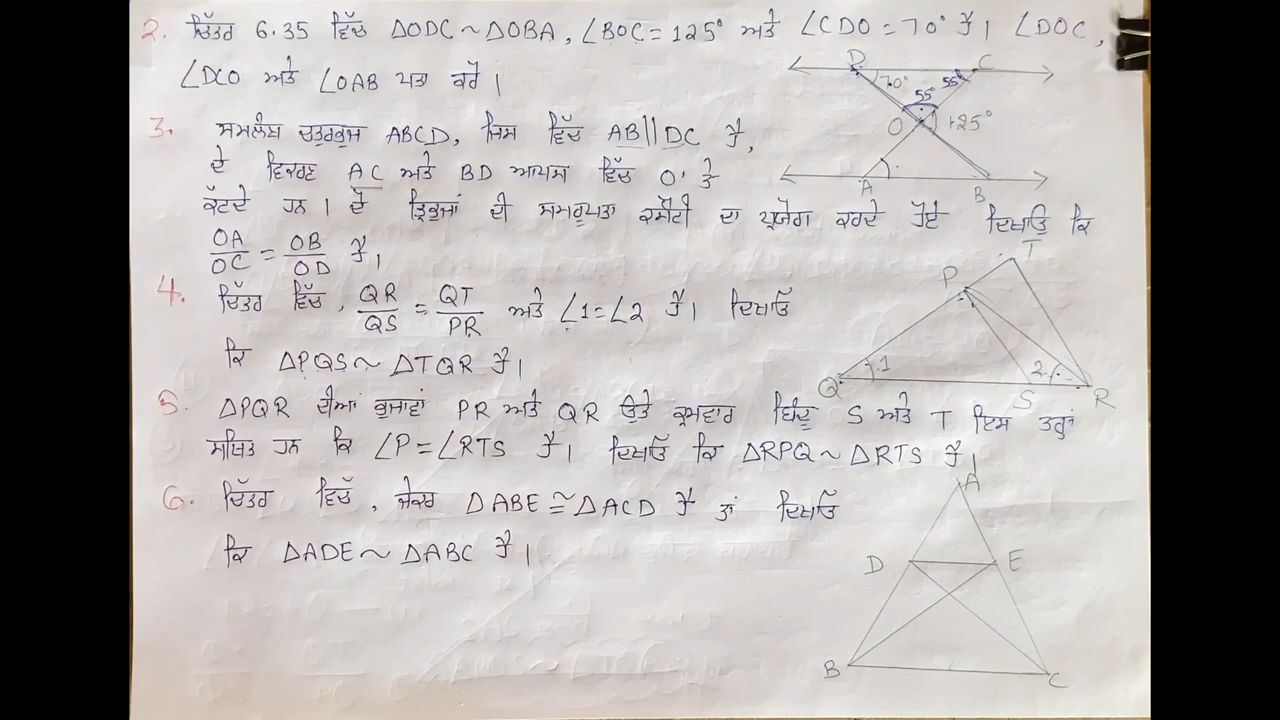 2. ਚਿੱਤਰ 6.35 ਵਿੱਚ ΔODC ~ ΔOBA, ∠BOC = 125° ਅਤੇ ∠CDO = 70° ਹੈ। ∠DOC,
∠DCO ਅਤੇ ∠OAB ਪਤਾ ਕਰੋ।
D C
70° 55° 55°
O 125°
A B
3. ਸਮਲੰਬ ਚਤੁਰਭੁਜ ABCD, ਜਿਸ ਵਿੱਚ AB||DC ਹੈ,
ਦੇ ਵਿਕਰਣ AC ਅਤੇ BD ਆਪਸ ਵਿੱਚ O' ਤੇ
ਕੱਟਦੇ ਹਨ। ਦੋ ਤ੍ਰਿਭੁਜਾਂ ਦੀ ਸਮਰੂਪਤਾ ਕਸੌਟੀ ਦਾ ਪ੍ਰਯੋਗ ਕਰਦੇ ਹੋਏ ਦਿਖਾਓ ਕਿ
OA/OC = OB/OD ਹੈ।
4. ਚਿੱਤਰ ਵਿੱਚ, QR/QS = QT/PR ਅਤੇ ∠1 = ∠2 ਹੈ। ਦਿਖਾਓ
ਕਿ ΔPQS ~ ΔTQR ਹੈ।
T
P
1 2
Q S R
5. ΔPQR ਦੀਆਂ ਭੁਜਾਵਾਂ PR ਅਤੇ QR ਉੱਤੇ ਕ੍ਰਮਵਾਰ ਬਿੰਦੂ S ਅਤੇ T ਇਸ ਤਰ੍ਹਾਂ
ਸਥਿਤ ਹਨ ਕਿ ∠P = ∠RTS ਹੈ। ਦਿਖਾਓ ਕਿ ΔRPQ ~ ΔRTS ਹੈ।
6. ਚਿੱਤਰ ਵਿੱਚ, ਜੇਕਰ ΔABE ≅ ΔACD ਹੈ ਤਾਂ ਦਿਖਾਓ
ਕਿ ΔADE ~ ΔABC ਹੈ।
A
D E
B C